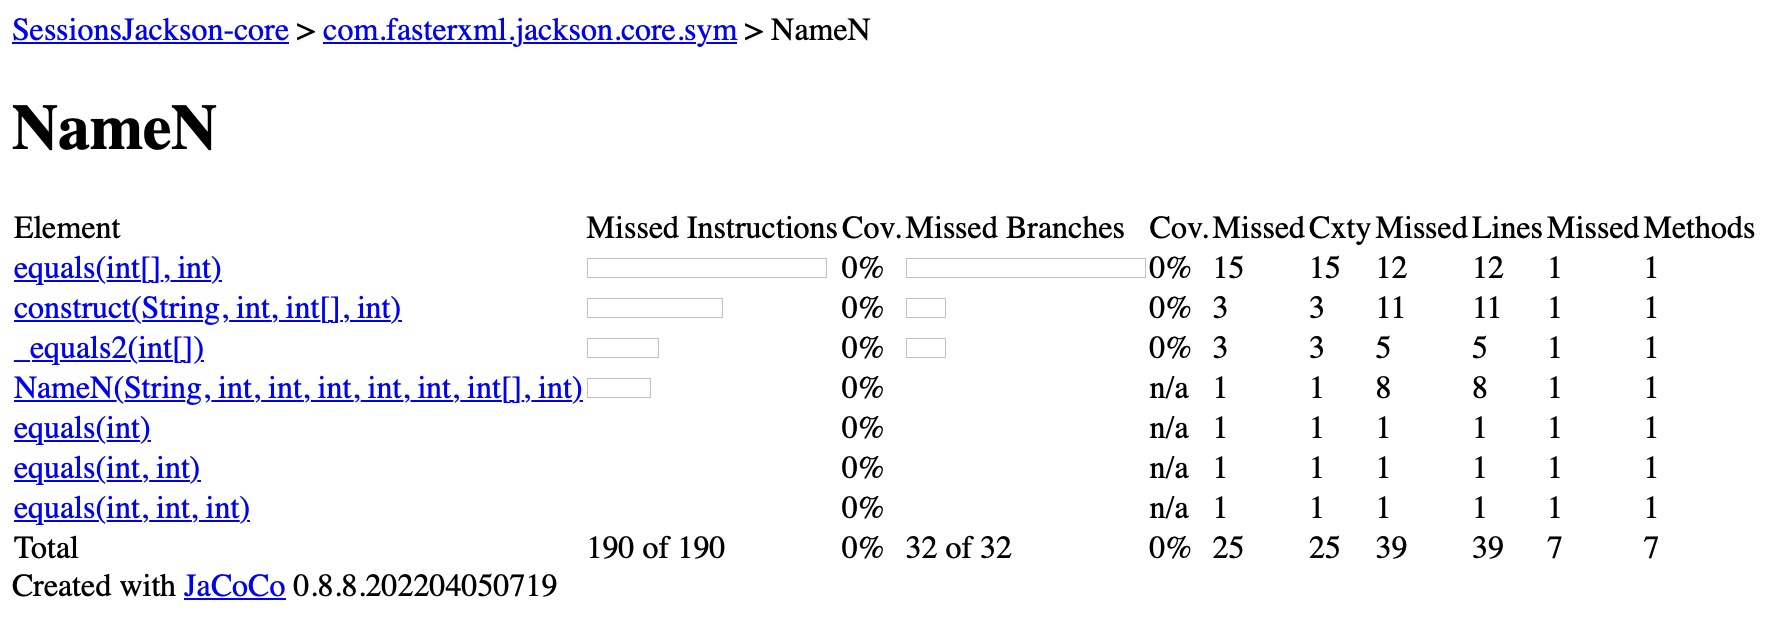 SessionsJackson-core > com.fasterxml.jackson.core.sym > NameN
NameN
Element Missed Instructions Cov. Missed Branches Cov. Missed Cxty Missed Lines Missed Methods
equals(int[], int) 0% 0% 15 15 12 12 1 1
construct(String, int, int[], int) 0% 0% 3 3 11 11 1 1
_equals2(int[]) 0% 0% 3 3 5 5 1 1
NameN(String, int, int, int, int, int, int[], int) 0% n/a 1 1 8 8 1 1
equals(int) 0% n/a 1 1 1 1 1 1
equals(int, int) 0% n/a 1 1 1 1 1 1
equals(int, int, int) 0% n/a 1 1 1 1 1 1
Total 190 of 190 0% 32 of 32 0% 25 25 39 39 7 7
Created with JaCoCo 0.8.8.202204050719